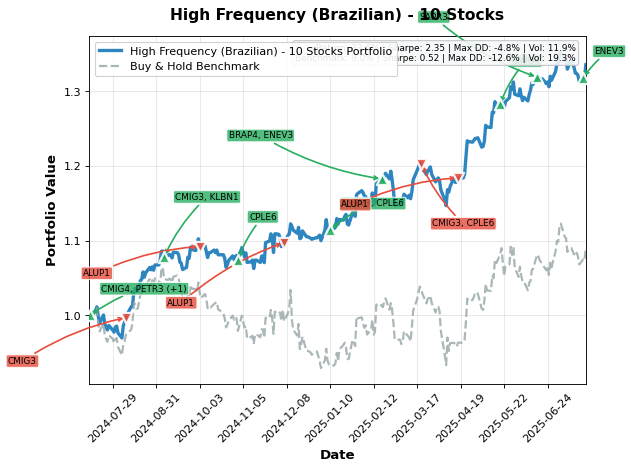 High Frequency (Brazilian) - 10 Stocks
High Frequency (Brazilian) - 10 Stocks Portfolio
Buy & Hold Benchmark
Sharpe: 2.35 | Max DD: -4.8% | Vol: 11.9%
Sharpe: 0.52 | Max DD: -12.6% | Vol: 19.3%
ENEV3
BRAP4, ENEV3
CMIG3, KLBN1
CPLE6
ALUP1
, CPLE6
CMIG3, CPLE6
ALUP1
CMIG4, PETR3 (+1)
ALUP1
CMIG3
Portfolio Value
1.3
1.2
1.1
1.0
2024-07-29
2024-08-31
2024-10-03
2024-11-05
2024-12-08
2025-01-10
2025-02-12
2025-03-17
2025-04-19
2025-05-22
2025-06-24
Date